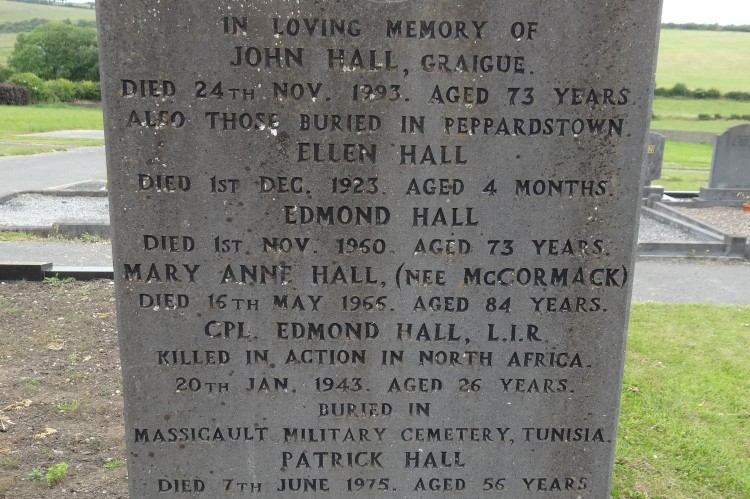 IN LOVING MEMORY OF
JOHN HALL, GRAIGUE.
DIED 24TH NOV. 1993. AGED 73 YEARS
ALSO THOSE BURIED IN PEPPARDSTOWN.
ELLEN HALL
DIED 1ST DEC. 1923. AGED 4 MONTHS.
EDMOND HALL
DIED 1ST. NOV. 1960. AGED 73 YEARS.
MARY ANNE HALL, (NEE McCORMACK)
DIED 16TH MAY 1965. AGED 84 YEARS.
CPL. EDMOND HALL, L.I.R.
KILLED IN ACTION IN NORTH AFRICA.
20TH JAN. 1943. AGED 26 YEARS.
BURIED IN
MASSIGAULT MILITARY CEMETERY, TUNISIA.
PATRICK HALL
DIED 7TH JUNE 1975. AGED 56 YEARS